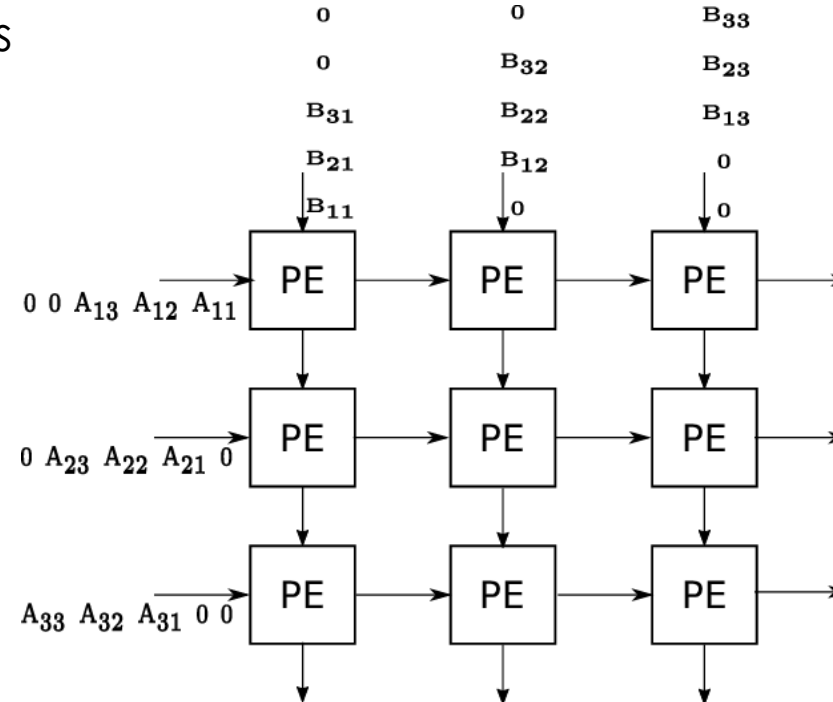 S
0 0 B33
0 B32 B23
B31 B22 B13
B21 B12 0
B11 0 0
PE PE PE
0 0 A13 A12 A11
PE PE PE
0 A23 A22 A21 0
PE PE PE
A33 A32 A31 0 0